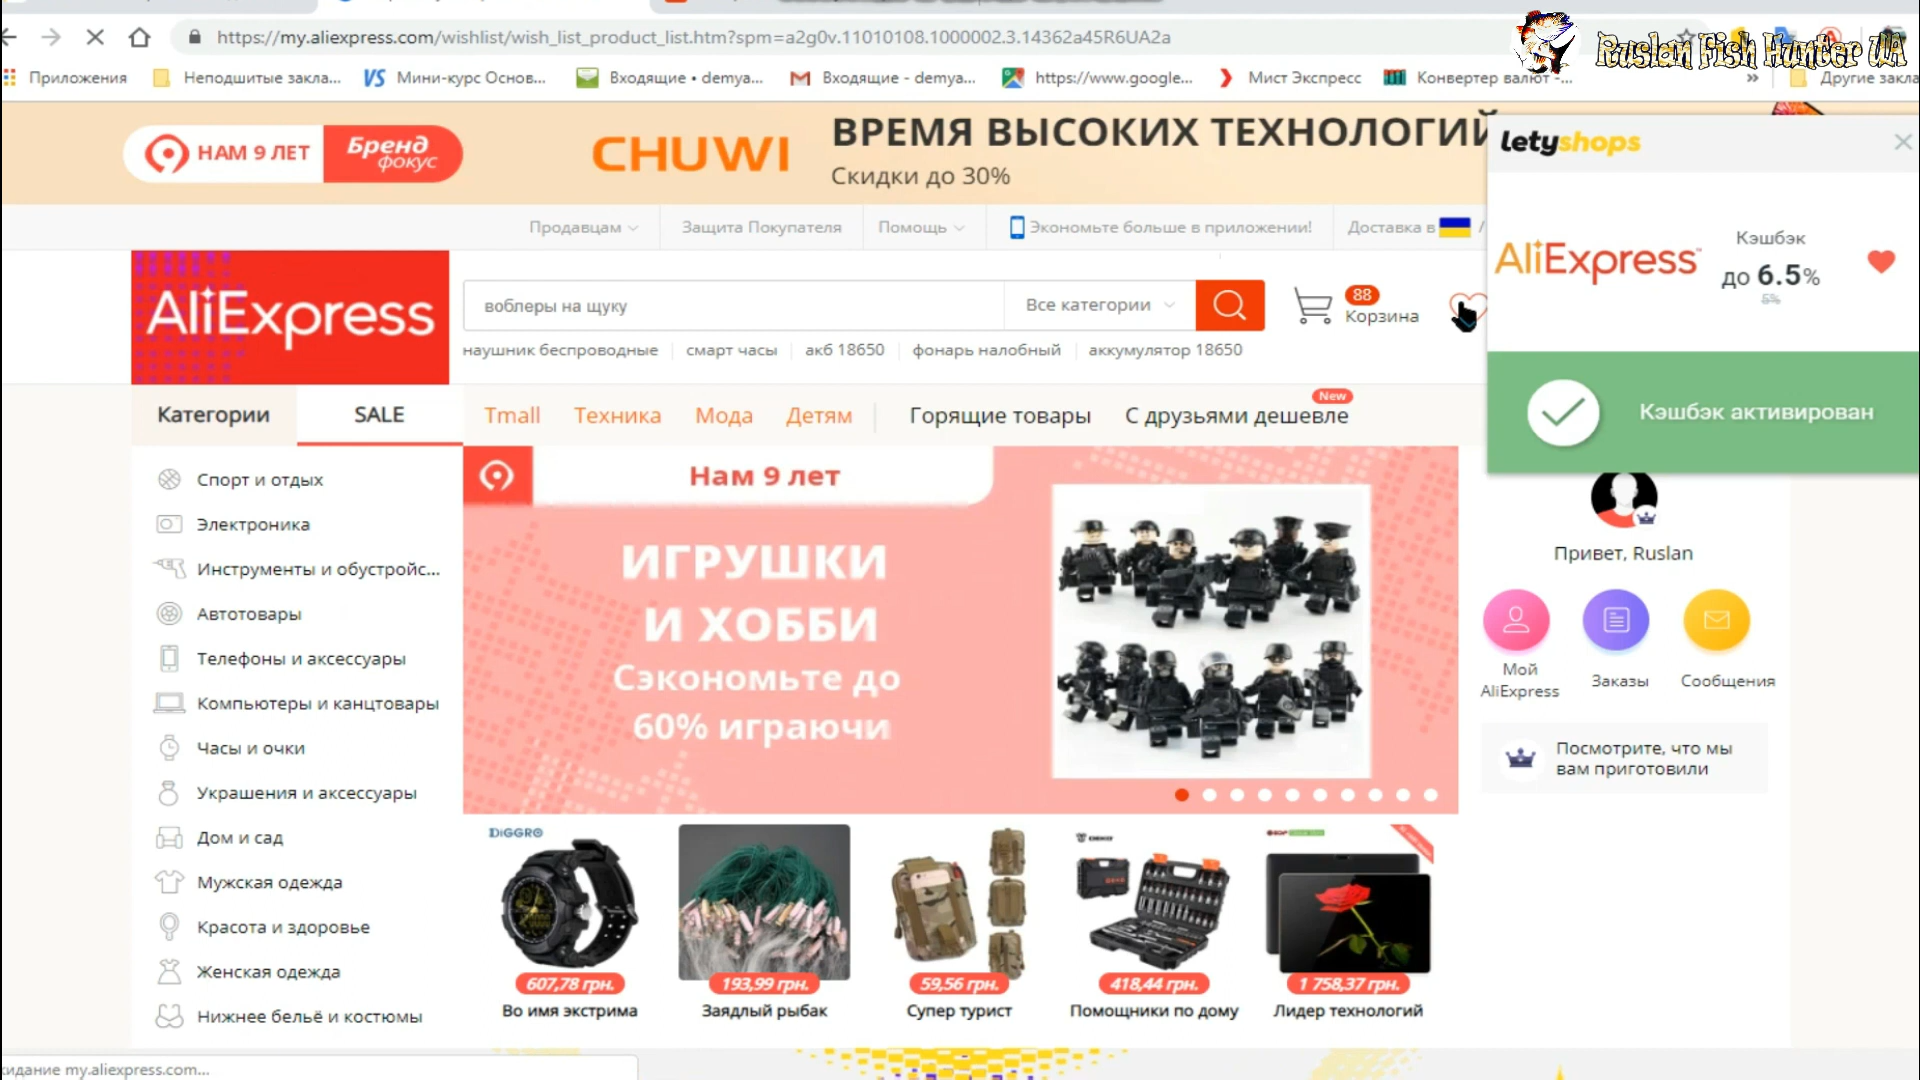 https://my.aliexpress.com/wishlist/wish_list_product_list.htm?spm=a2g0v.11010108.1000002.3.14362a45R6UA2a
Ruslan Fish Hunter UA
Приложения
Неподшитые закла...
Мини-курс Основ...
Входящие • demya...
Входящие - demya...
https://www.google...
Мист Экспресс
Конвертер валют -...
»
Другие закла
НАМ 9 ЛЕТ
Бренд
фокус
CHUWI
ВРЕМЯ ВЫСОКИХ ТЕХНОЛОГИЙ
Скидки до 30%
letyshops
Продавцам
Защита Покупателя
Помощь
Экономьте больше в приложении!
Доставка в /
AliExpress
Кэшбэк
до 6.5%
5%
Кэшбэк активирован
AliExpress
воблеры на щуку
Все категории
88
Корзина
наушник беспроводные
смарт часы
акб 18650
фонарь налобный
аккумулятор 18650
Категории
SALE
Tmall
Техника
Мода
Детям
Горящие товары
С друзьями дешевле
New
Спорт и отдых
Электроника
Инструменты и обустройс...
Автотовары
Телефоны и аксессуары
Компьютеры и канцтовары
Часы и очки
Украшения и аксессуары
Дом и сад
Мужская одежда
Красота и здоровье
Женская одежда
Нижнее бельё и костюмы
Нам 9 лет
ИГРУШКИ
И ХОББИ
Сэкономьте до
60% играючи
Привет, Ruslan
Мой
AliExpress
Заказы
Сообщения
Посмотрите, что мы
вам приготовили
DIGGRO
607,78 грн.
Во имя экстрима
193,99 грн.
Заядлый рыбак
59,56 грн.
Супер турист
418,44 грн.
Помощники по дому
1 758,37 грн.
Лидер технологий
жидание my.aliexpress.com...